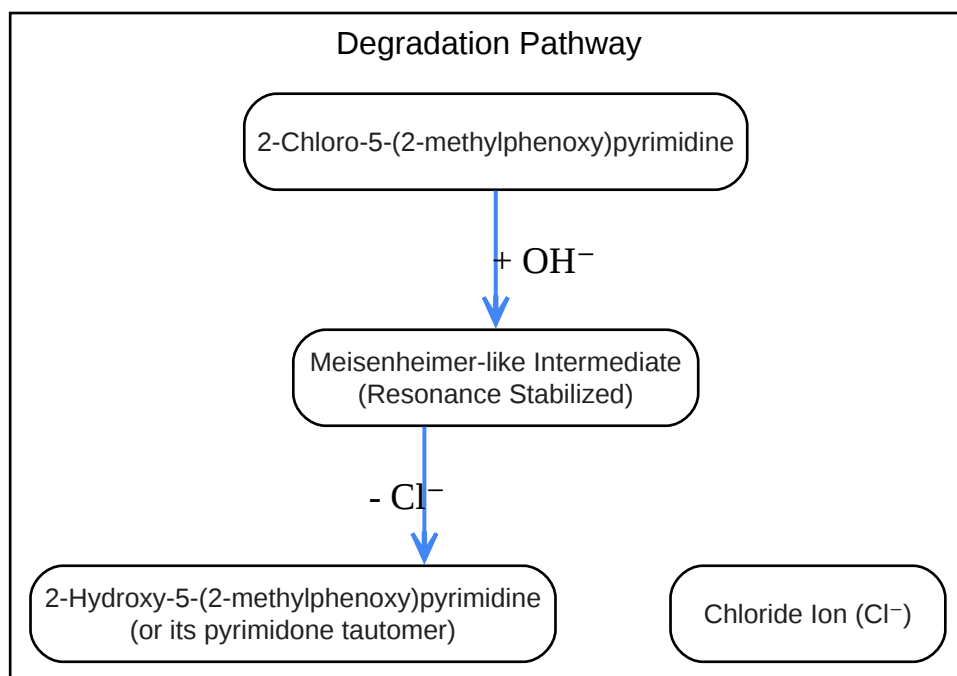 Degradation Pathway
2-Chloro-5-(2-methylphenoxy)pyrimidine
+ OH⁻
Meisenheimer-like Intermediate
(Resonance Stabilized)
- Cl⁻
2-Hydroxy-5-(2-methylphenoxy)pyrimidine
(or its pyrimidone tautomer)
Chloride Ion (Cl⁻)